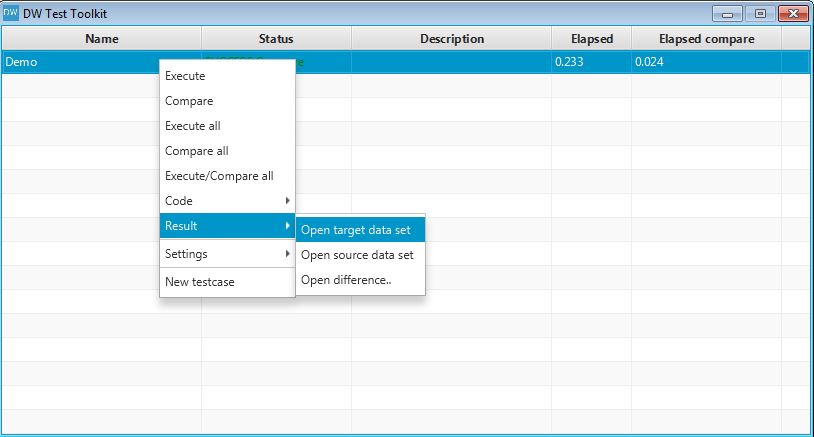 DW DW Test Toolkit
Name Status Description Elapsed Elapsed compare
Demo 0.233 0.024
Execute
Compare
Execute all
Compare all
Execute/Compare all
Code
Result
Open target data set
Open source data set
Open difference..
Settings
New testcase